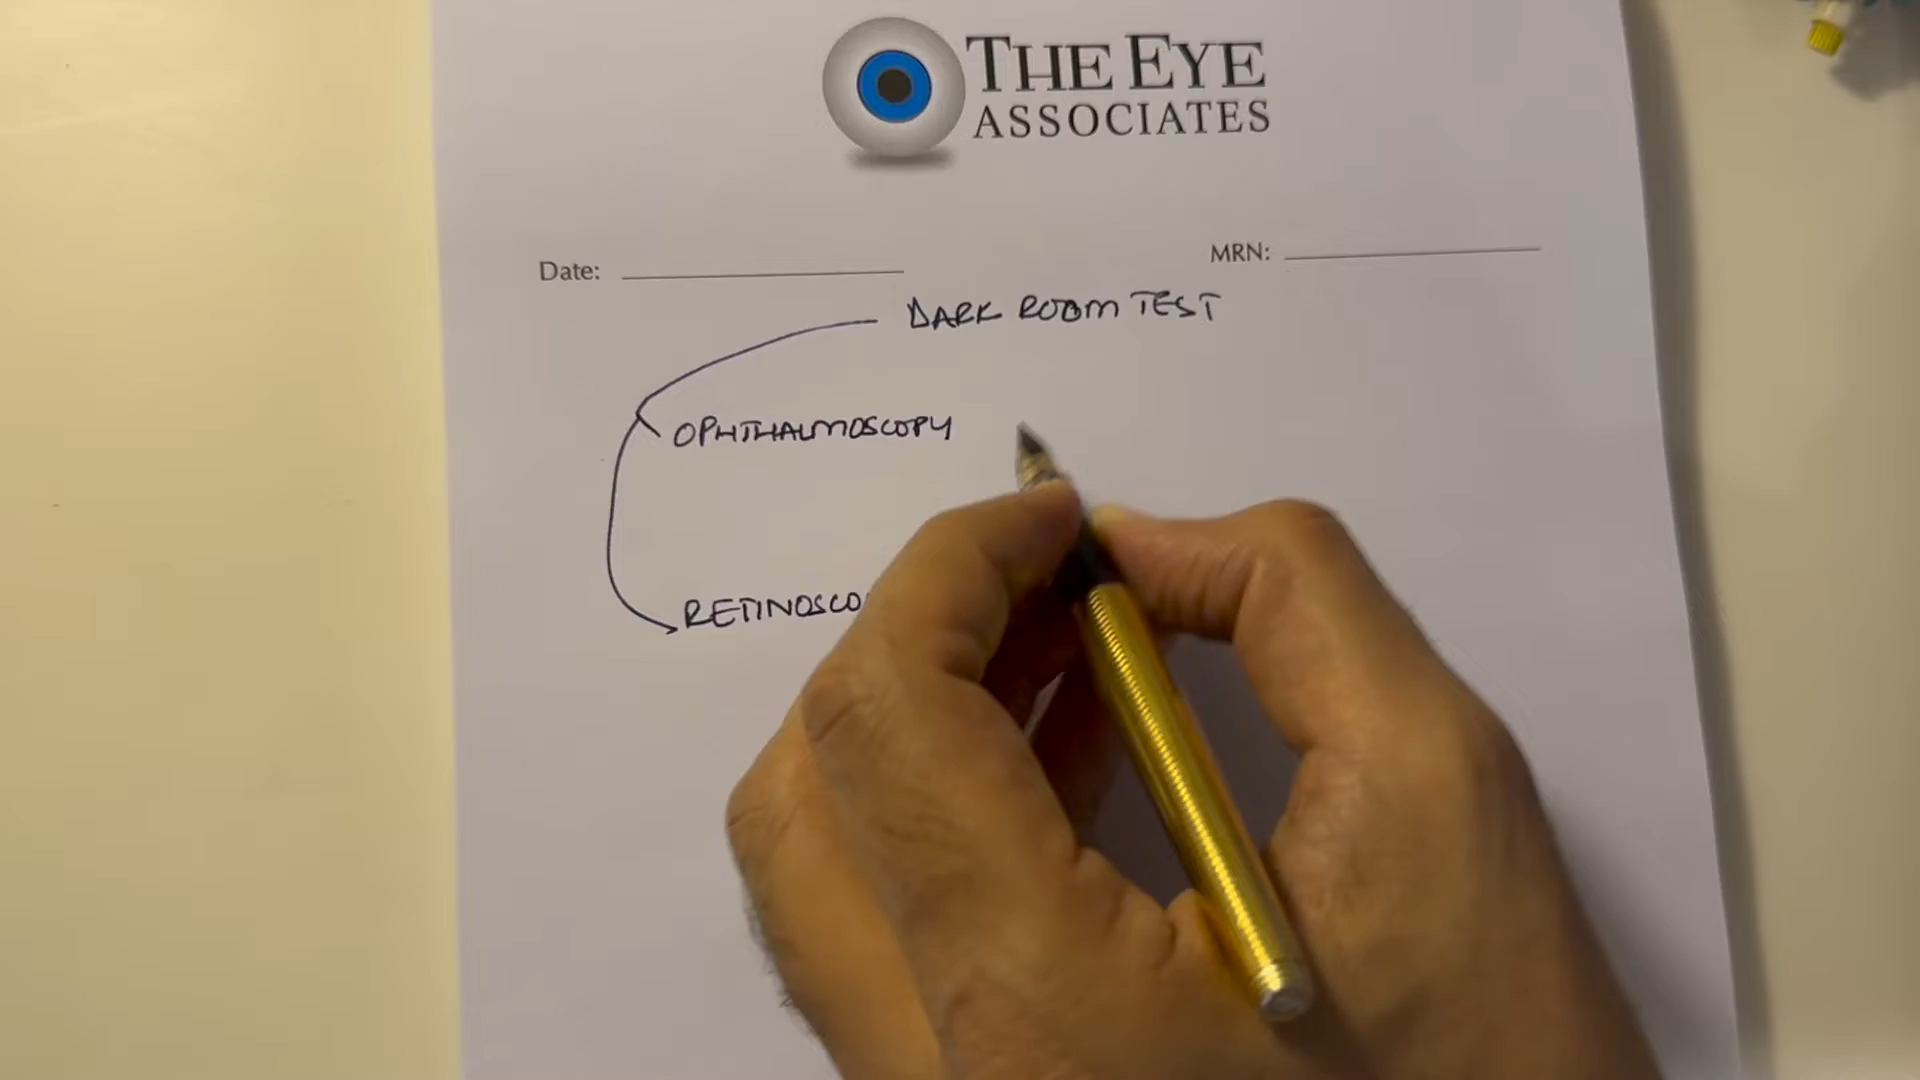 THE EYE
ASSOCIATES
Date:
MRN:
DARK ROOM TEST
OPHTHALMOSCOPY